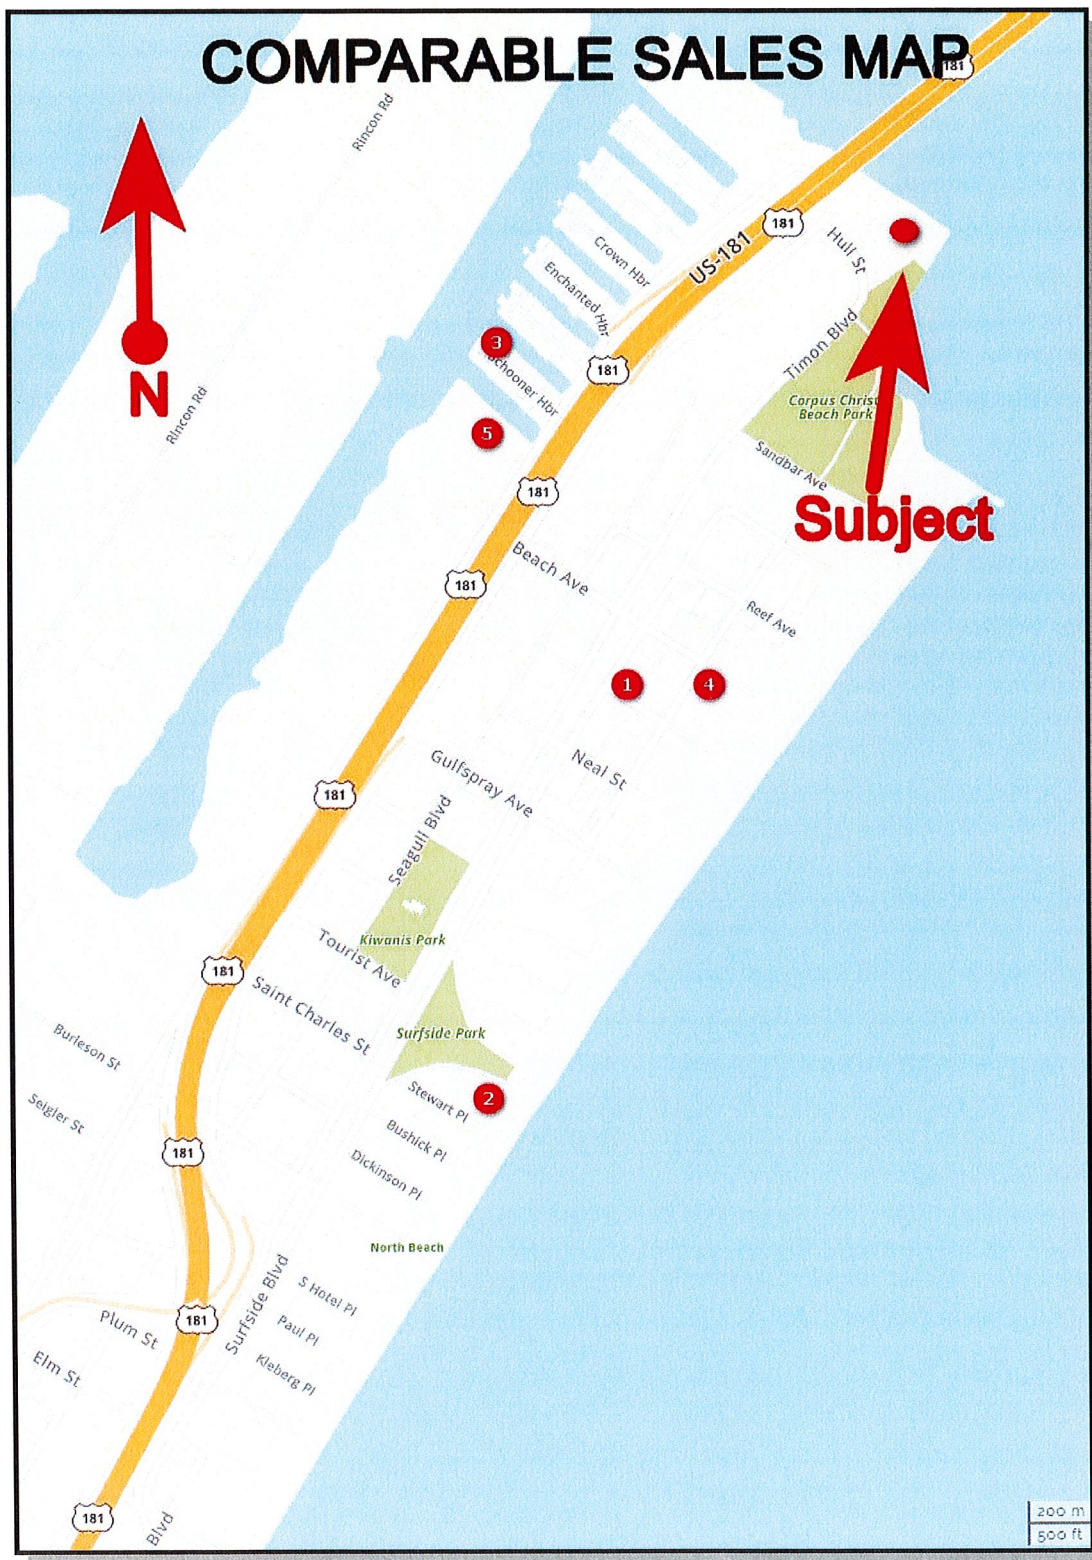 COMPARABLE SALES MAP
181
Rincon Rd
Crown Hbr
181
US-181
Hull St
Enchanted Hbr
N
Rincon Rd
3
Schooner Hbr
181
Timon Blvd
Corpus Christ
Beach Park
5
Sandbar Ave
181
Subject
Beach Ave
181
Reef Ave
1
4
Neal St
Gulfspray Ave
181
Seagull Blvd
Kiwanis Park
Tourist Ave
181
Saint Charles St
Surfside Park
Burleson St
Stewart Pl
2
Seigler St
Bushick Pl
181
Dickinson Pl
North Beach
S Hotel Pl
Surfside Blvd
181
Plum St
Paul Pl
Elm St
Kleberg Pl
181
Blvd
200 m
500 ft